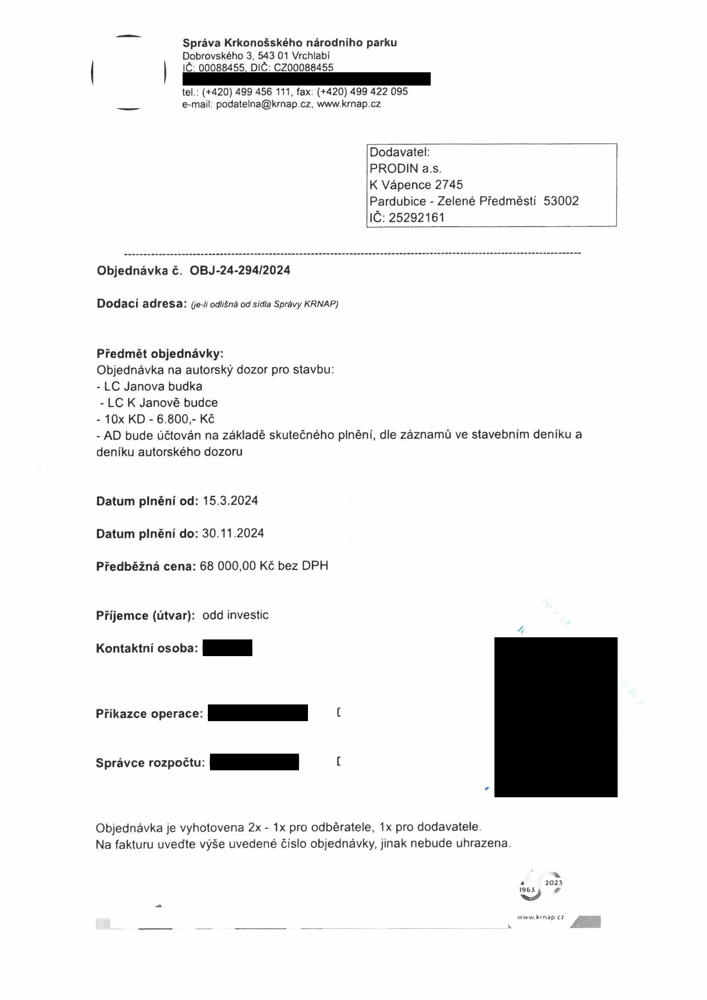 Správa Krkonošského národního parku
Dobrovského 3, 543 01 Vrchlabí
IČ: 00088455, DIČ: CZ00088455
tel.: (+420) 499 456 111, fax: (+420) 499 422 095
e-mail: podatelna@krnap.cz, www.krnap.cz
Dodavatel:
PRODIN a.s.
K Vápence 2745
Pardubice - Zelené Předměstí 53002
IČ: 25292161
Objednávka č. OBJ-24-294/2024
Dodací adresa: (je-li odlišná od sídla Správy KRNAP)
Předmět objednávky:
Objednávka na autorský dozor pro stavbu:
- LC Janova budka
- LC K Janově budce
- 10x KD - 6.800,- Kč
- AD bude účtován na základě skutečného plnění, dle záznamů ve stavebním deníku a
deníku autorského dozoru
Datum plnění od: 15.3.2024
Datum plnění do: 30.11.2024
Předběžná cena: 68 000,00 Kč bez DPH
Příjemce (útvar): odd investic
Kontaktní osoba:
Příkazce operace:
Správce rozpočtu:
Objednávka je vyhotovena 2x - 1x pro odběratele, 1x pro dodavatele.
Na fakturu uveďte výše uvedené číslo objednávky, jinak nebude uhrazena.
2023
1963
www.krnap.cz